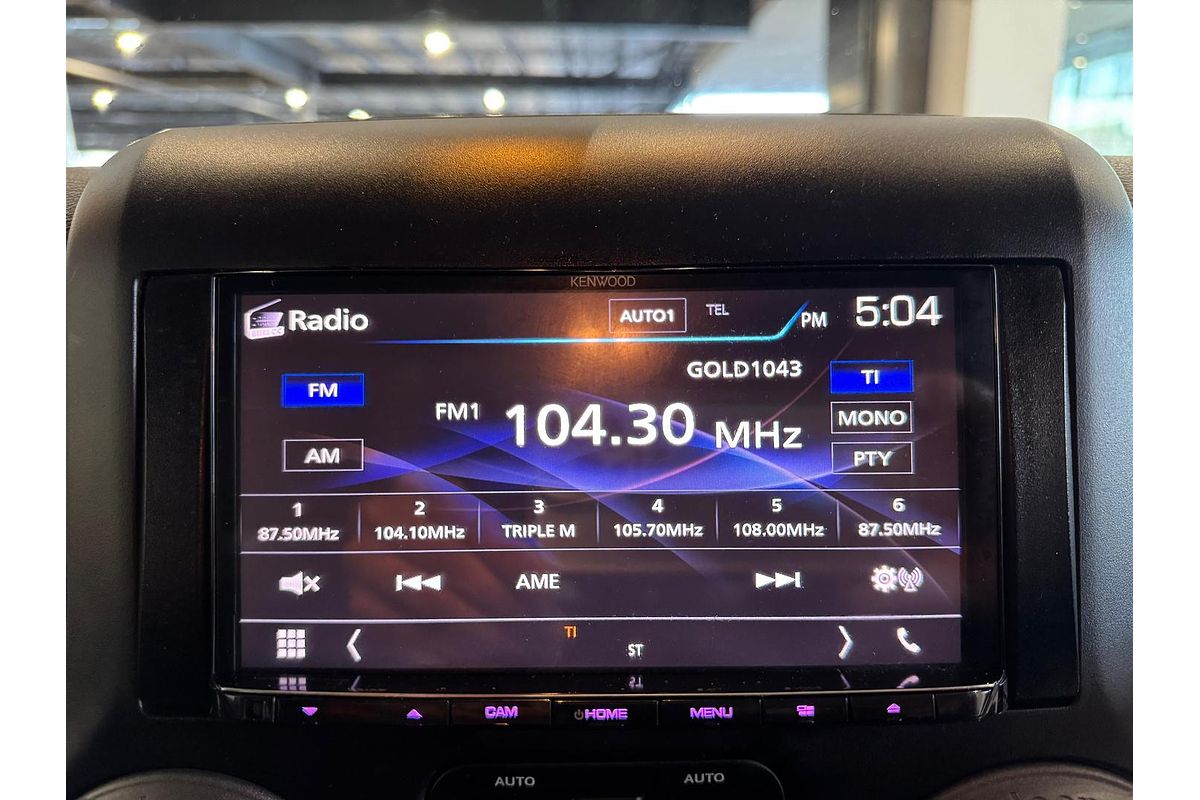 KENWOOD
Radio AUTO1 TEL PM 5:04
GOLD1043 TI
FM FM1 104.30 MHz MONO
AM PTY
1 2 3 4 5 6
87.50MHz 104.10MHz TRIPLE M 105.70MHz 108.00MHz 87.50MHz
AME
TI
ST
CAM HOME MENU
AUTO AUTO